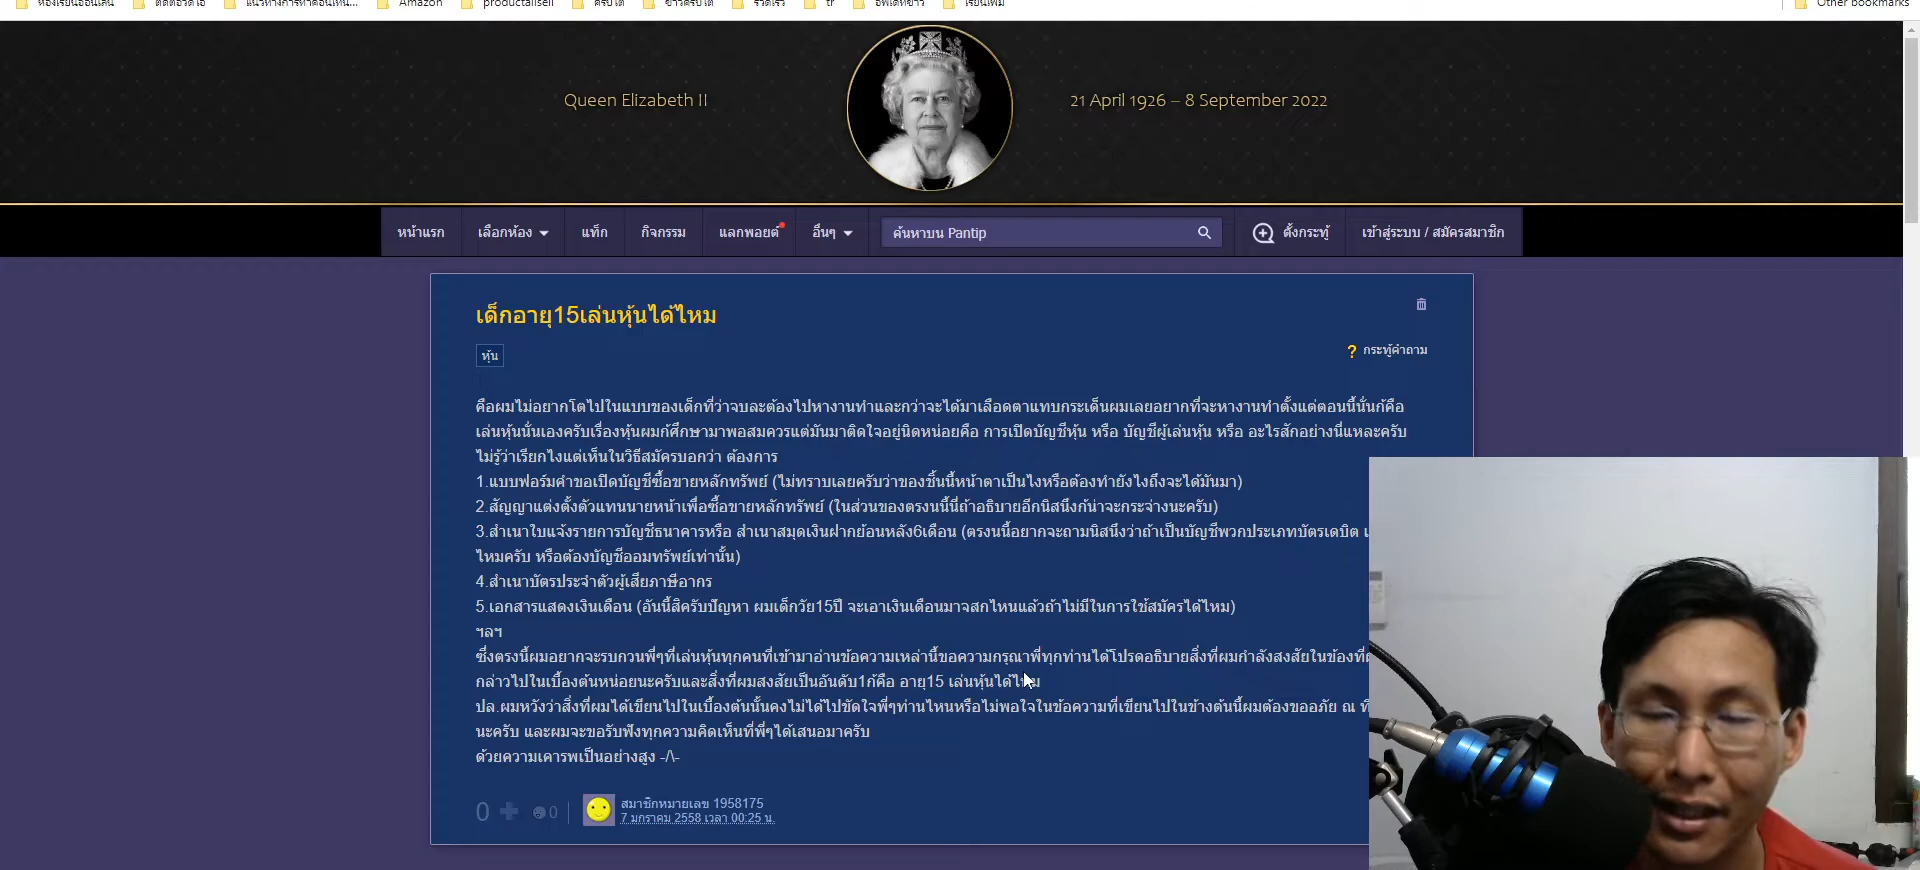 Amazon
productallsell
tr
Other bookmarks
Queen Elizabeth II
21 April 1926 – 8 September 2022
หน้าแรก
เลือกห้อง
แท็ก
กิจกรรม
แลกพอยต์
อื่นๆ
ค้นหาบน Pantip
ตั้งกระทู้
เข้าสู่ระบบ / สมัครสมาชิก
เด็กอายุ15เล่นหุ้นได้ไหม
หุ้น
? กระทู้คำถาม
คือผมไม่อยากโตไปในแบบของเด็กที่ว่าจบละต้องไปหางานทำและกว่าจะได้มาเลือดตาแทบกระเด็นผมเลยอยากที่จะหางานทำตั้งแต่ตอนนี้นั่นก้คือ
เล่นหุ้นนั่นเองครับเรื่องหุ้นผมก้ศึกษามาพอสมควรแต่มันมาติดใจอยู่นิดหน่อยคือ การเปิดบัญชีหุ้น หรือ บัญชีผู้เล่นหุ้น หรือ อะไรสักอย่างนี่แหละครับ
ไม่รู้ว่าเรียกไงแต่เห็นในวิธีสมัครบอกว่า ต้องการ
1.แบบฟอร์มคำขอเปิดบัญชีซื้อขายหลักทรัพย์ (ไม่ทราบเลยครับว่าของชิ้นนี้หน้าตาเป็นไงหรือต้องทำยังไงถึงจะได้มันมา)
2.สัญญาแต่งตั้งตัวแทนนายหน้าเพื่อซื้อขายหลักทรัพย์ (ในส่วนของตรงนนี้นี่ถ้าอธิบายอีกนิสนึงก้น่าจะกระจ่างนะครับ)
3.สำเนาใบแจ้งรายการบัญชีธนาคารหรือ สำเนาสมุดเงินฝากย้อนหลัง6เดือน (ตรงนนี้อยากจะถามนิสนึงว่าถ้าเป็นบัญชีพวกประเภทบัตรเดบิต
ไหมครับ หรือต้องบัญชีออมทรัพย์เท่านั้น)
4.สำเนาบัตรประจำตัวผู้เสียภาษีอากร
5.เอกสารแสดงเงินเดือน (อันนี้สิครับปัญหา ผมเด็กวัย15ปี จะเอาเงินเดือนมาจสกไหนแล้วถ้าไม่มีในการใช้สมัครได้ไหม)
ฯลฯ
ซึ่งตรงนี้ผมอยากจะรบกวนพี่ๆที่เล่นหุ้นทุกคนที่เข้ามาอ่านข้อความเหล่านี้ขอความกรุณาพี่ทุกท่านได้โปรดอธิบายสิ่งที่ผมกำลังสงสัยในข้องที่
กล่าวไปในเบื้องต้นหน่อยนะครับและสิ่งที่ผมสงสัยเป็นอันดับ1ก้คือ อายุ15 เล่นหุ้นได้ไหม
ปล.ผมหวังว่าสิ่งที่ผมได้เขียนไปในเบื้องต้นนั้นคงไม่ได้ไปขัดใจพี่ๆท่านไหนหรือไม่พอใจในข้อความที่เขียนไปในข้างต้นนี้ผมต้องขออภัย ณ
นะครับ และผมจะขอรับฟังทุกความคิดเห็นที่พี่ๆได้เสนอมาครับ
ด้วยความเคารพเป็นอย่างสูง -/\-
0
0
สมาชิกหมายเลข 1958175
7 มกราคม 2558 เวลา 00:25 น.